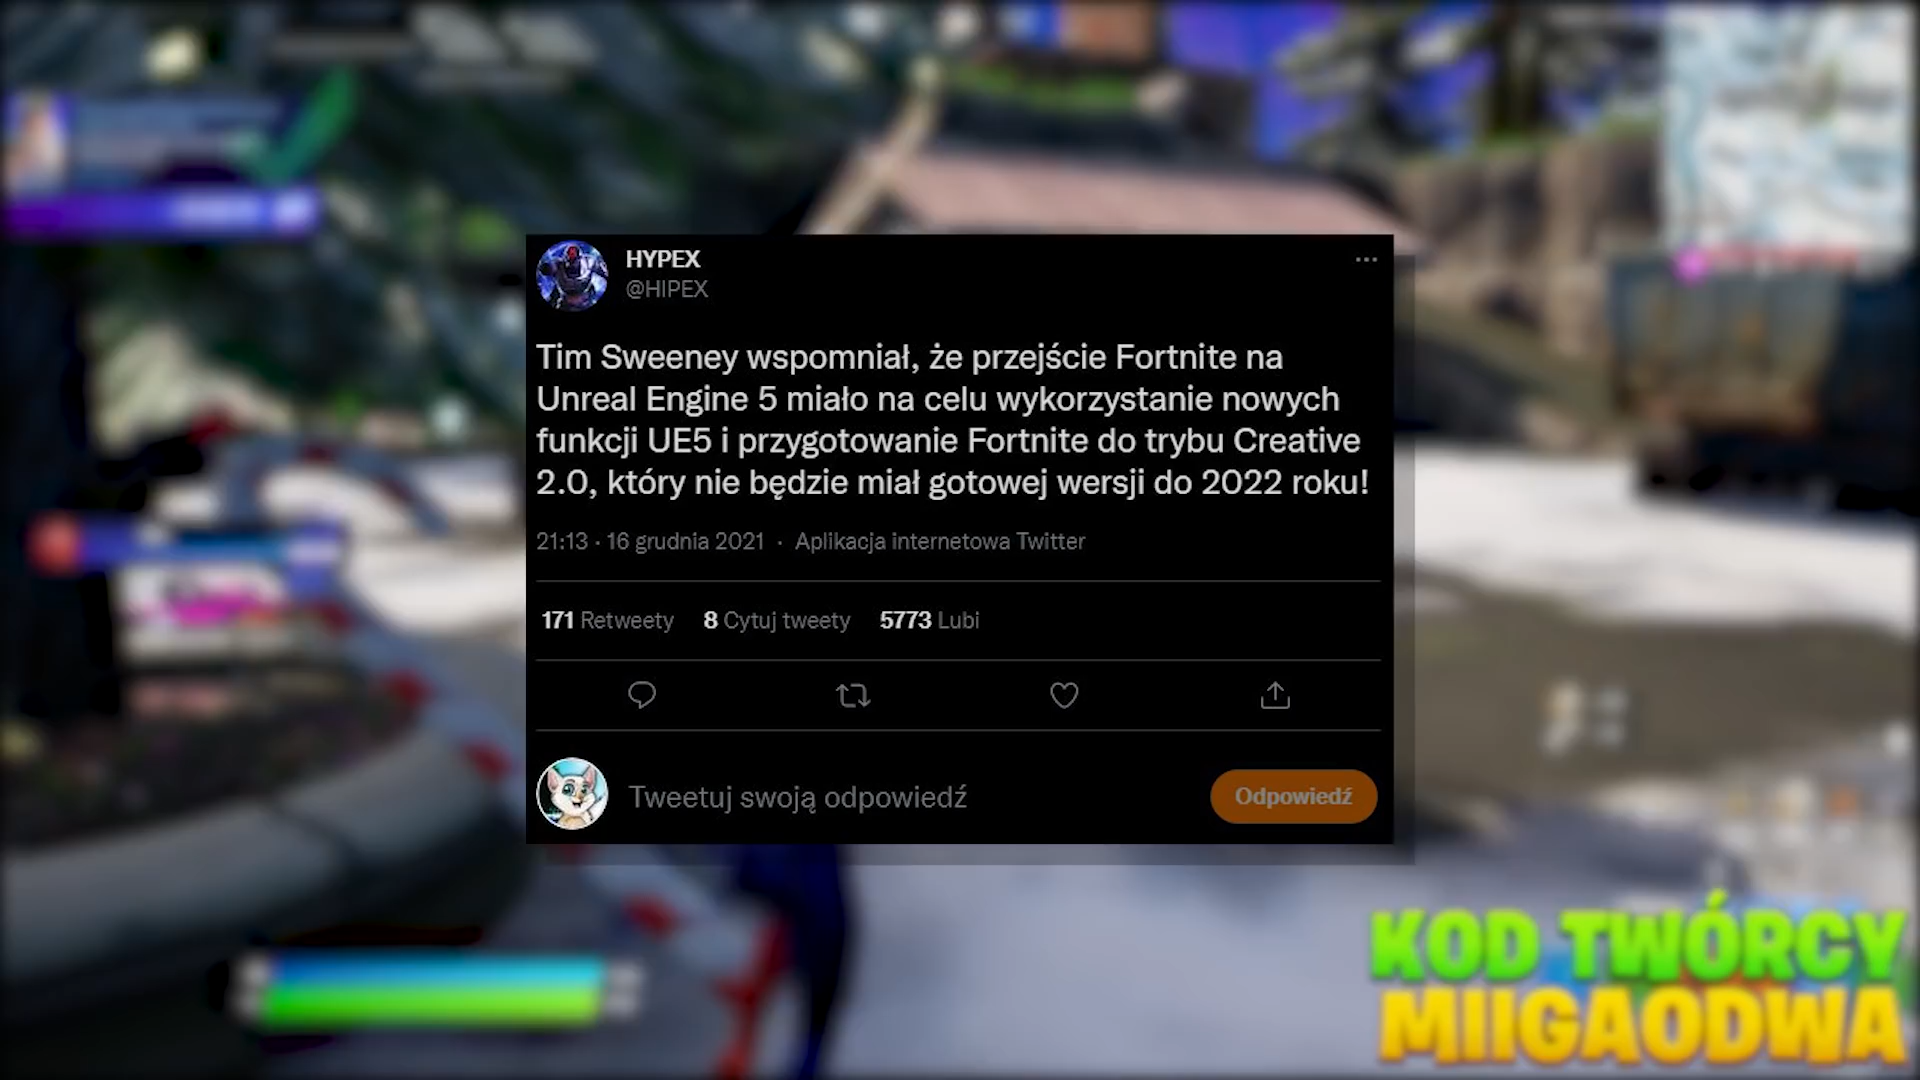 HYPEX
@HIPEX
Tim Sweeney wspomniał, że przejście Fortnite na
Unreal Engine 5 miało na celu wykorzystanie nowych
funkcji UE5 i przygotowanie Fortnite do trybu Creative
2.0, który nie będzie miał gotowej wersji do 2022 roku!
21:13 · 16 grudnia 2021 · Aplikacja internetowa Twitter
171 Retweety 8 Cytuj tweety 5773 Lubi
Tweetuj swoją odpowiedź
Odpowiedź
KOD TWÓRCY
MIIGAODWA